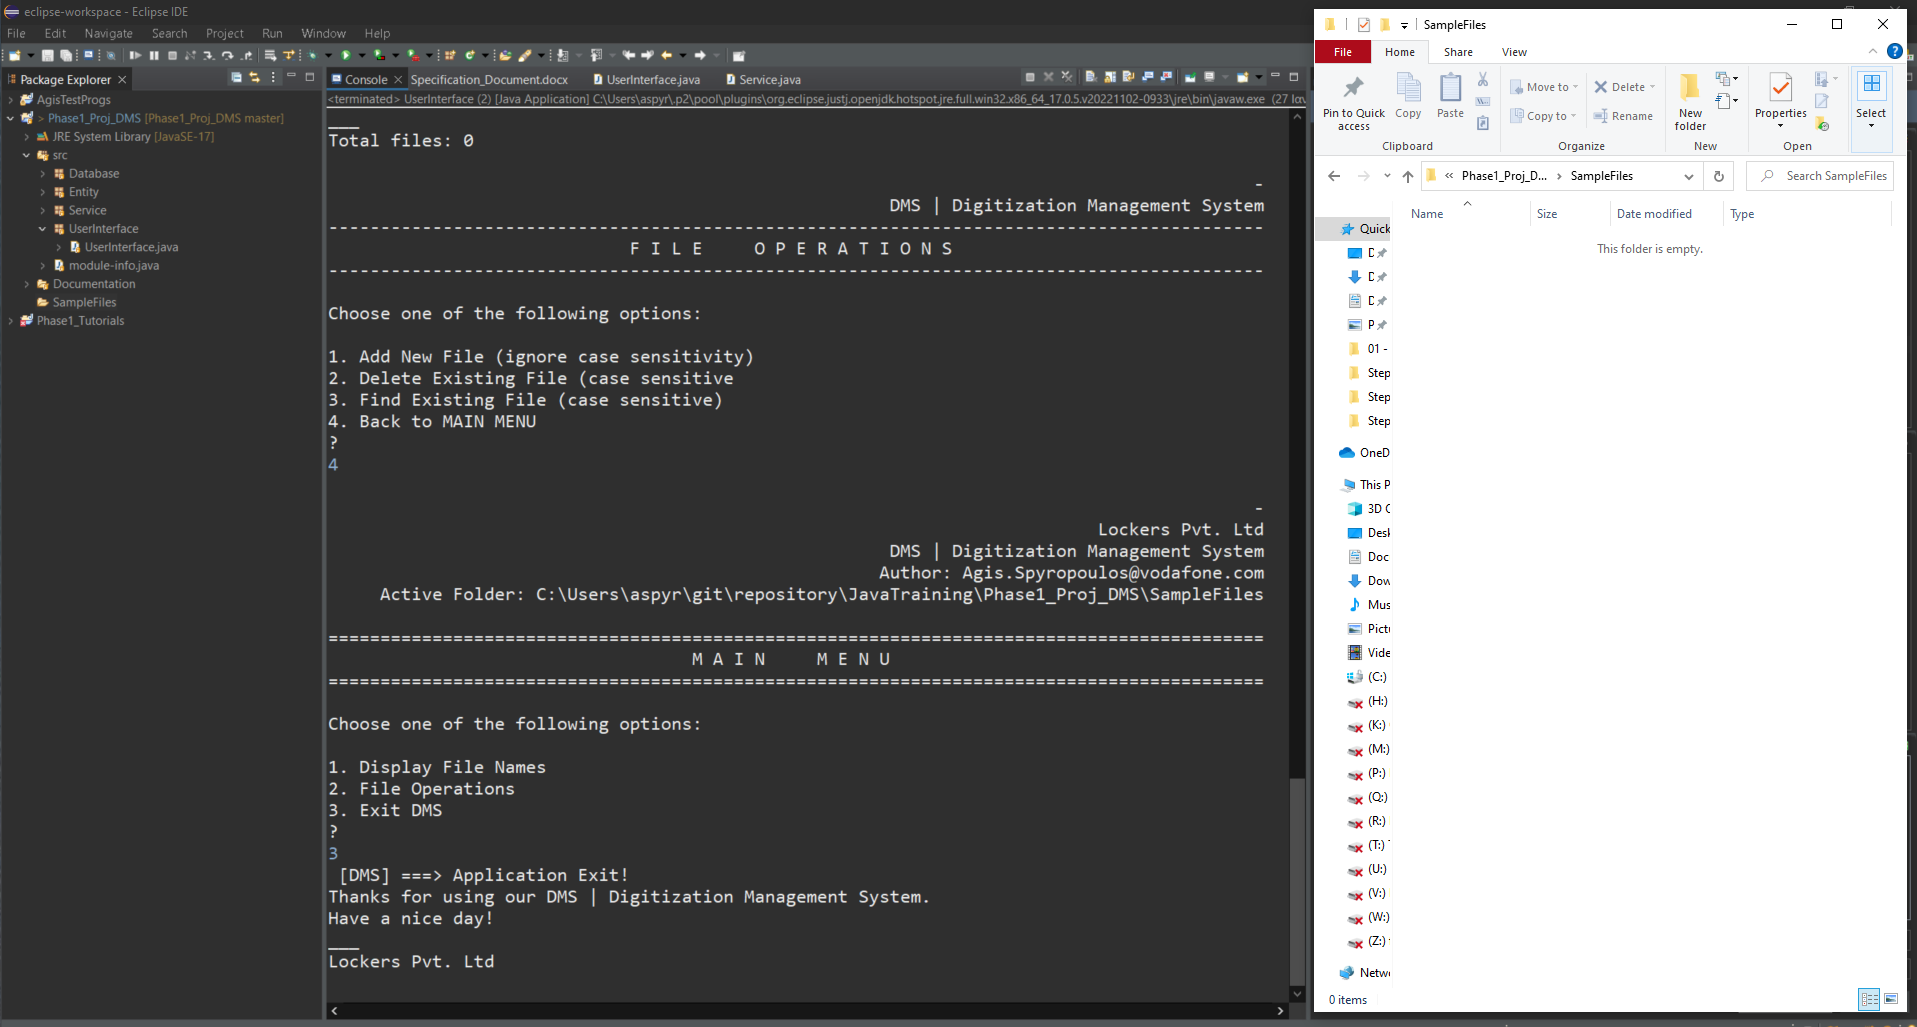 eclipse-workspace - Eclipse IDE
File Edit Navigate Search Project Run Window Help
Package Explorer
AgisTestProgs
> Phase1_Proj_DMS [Phase1_Proj_DMS master]
JRE System Library [JavaSE-17]
src
Database
Entity
Service
UserInterface
UserInterface.java
module-info.java
Documentation
SampleFiles
Phase1_Tutorials
Console Specification_Document.docx UserInterface.java Service.java
<terminated> UserInterface (2) [Java Application] C:\Users\aspyr\.p2\pool\plugins\org.eclipse.justj.openjdk.hotspot.jre.full.win32.x86_64_17.0.5.v20221102-0933\jre\bin\javaw.exe (27 Ιαν
___
Total files: 0
-
DMS | Digitization Management System
------------------------------------------------------------------------------------------
F I L E     O P E R A T I O N S
------------------------------------------------------------------------------------------
Choose one of the following options:
1. Add New File (ignore case sensitivity)
2. Delete Existing File (case sensitive
3. Find Existing File (case sensitive)
4. Back to MAIN MENU
?
4
-
Lockers Pvt. Ltd
DMS | Digitization Management System
Author: Agis.Spyropoulos@vodafone.com
Active Folder: C:\Users\aspyr\git\repository\JavaTraining\Phase1_Proj_DMS\SampleFiles
==========================================================================================
M A I N     M E N U
==========================================================================================
Choose one of the following options:
1. Display File Names
2. File Operations
3. Exit DMS
?
3
[DMS] ===> Application Exit!
Thanks for using our DMS | Digitization Management System.
Have a nice day!
___
Lockers Pvt. Ltd
SampleFiles
File Home Share View
Pin to Quick access
Copy
Paste
Clipboard
Move to
Copy to
Delete
Rename
Organize
New folder
New
Properties
Open
Select
« Phase1_Proj_D... > SampleFiles
Search SampleFiles
Name Size Date modified Type
This folder is empty.
Quick
D
D
D
P
01 -
Step
Step
Step
OneD
This P
3D O
Desk
Doc
Dow
Mus
Pictu
Vide
(C:)
(H:)
(K:)
(M:)
(P:)
(Q:)
(R:)
(T:)
(U:)
(V:)
(W:)
(Z:)
Netwo
0 items